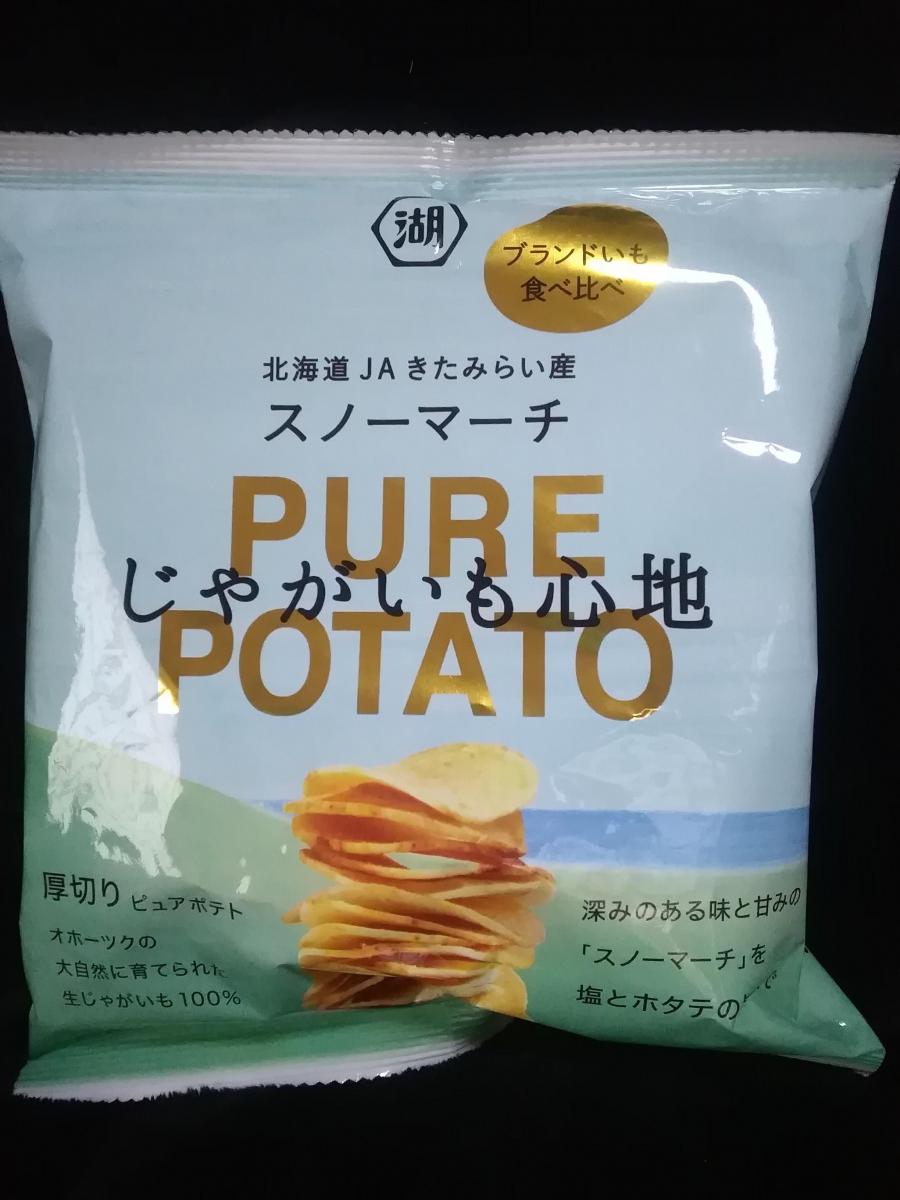 湖
ブランドいも
食べ比べ
北海道JAきたみらい産
スノーマーチ
PURE
じゃがいも心地
POTATO
厚切り ピュアポテト
オホーツクの
大自然に育てられた
生じゃがいも100%
深みのある味と甘みの
「スノーマーチ」を
塩とホタテの